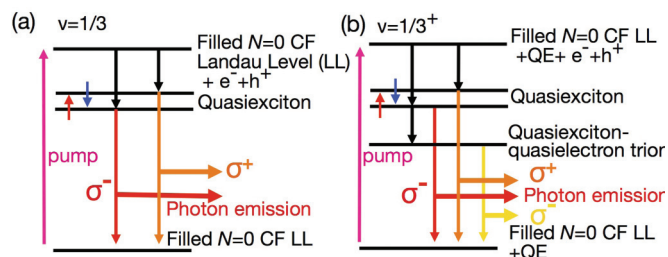 (a)
ν=1/3
Filled N=0 CF
Landau Level (LL)
+ e⁻+h⁺
Quasiexciton
pump
σ⁺
σ⁻
Photon emission
Filled N=0 CF LL
(b)
ν=1/3⁺
Filled N=0 CF LL
+QE+ e⁻+h⁺
Quasiexciton
Quasiexciton-
quasielectron trion
pump
σ⁺
σ⁻
Photon emission
σ⁻
Filled N=0 CF LL
+QE